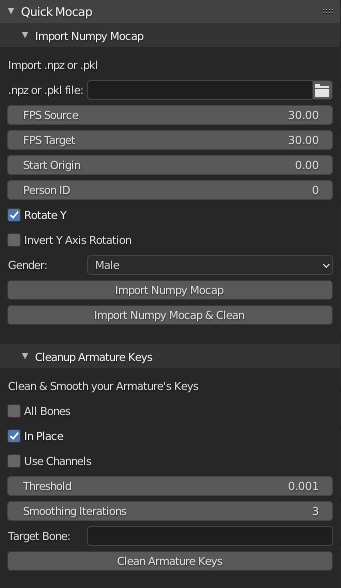 Quick Mocap
Import Numpy Mocap
Import .npz or .pkl
.npz or .pkl file:
FPS Source 30.00
FPS Target 30.00
Start Origin 0.00
Person ID 0
Rotate Y
Invert Y Axis Rotation
Gender: Male
Import Numpy Mocap
Import Numpy Mocap & Clean
Cleanup Armature Keys
Clean & Smooth your Armature's Keys
All Bones
In Place
Use Channels
Threshold 0.001
Smoothing Iterations 3
Target Bone:
Clean Armature Keys